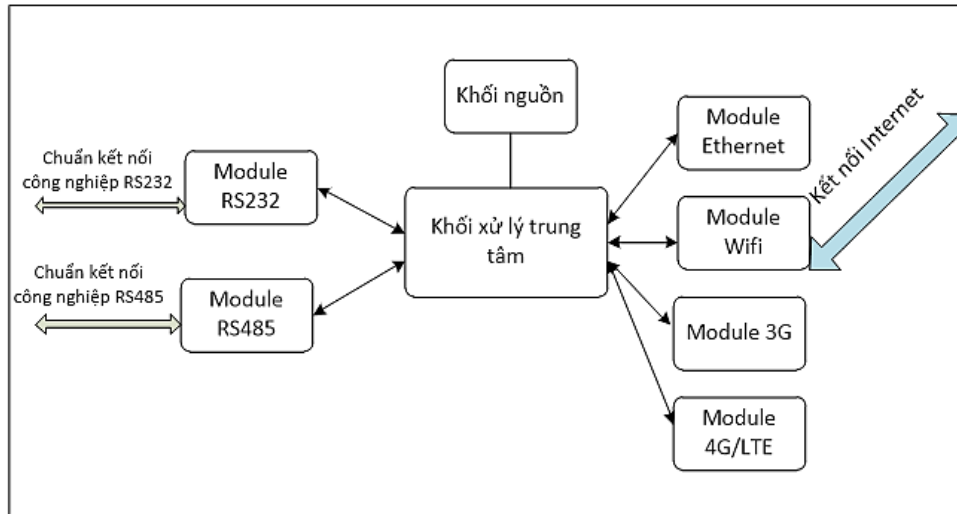 Khối nguồn
Module
Ethernet
Kết nối Internet
Chuẩn kết nối
công nghiệp RS232
Module
RS232
Khối xử lý trung
tâm
Module
Wifi
Chuẩn kết nối
công nghiệp RS485
Module
RS485
Module 3G
Module
4G/LTE